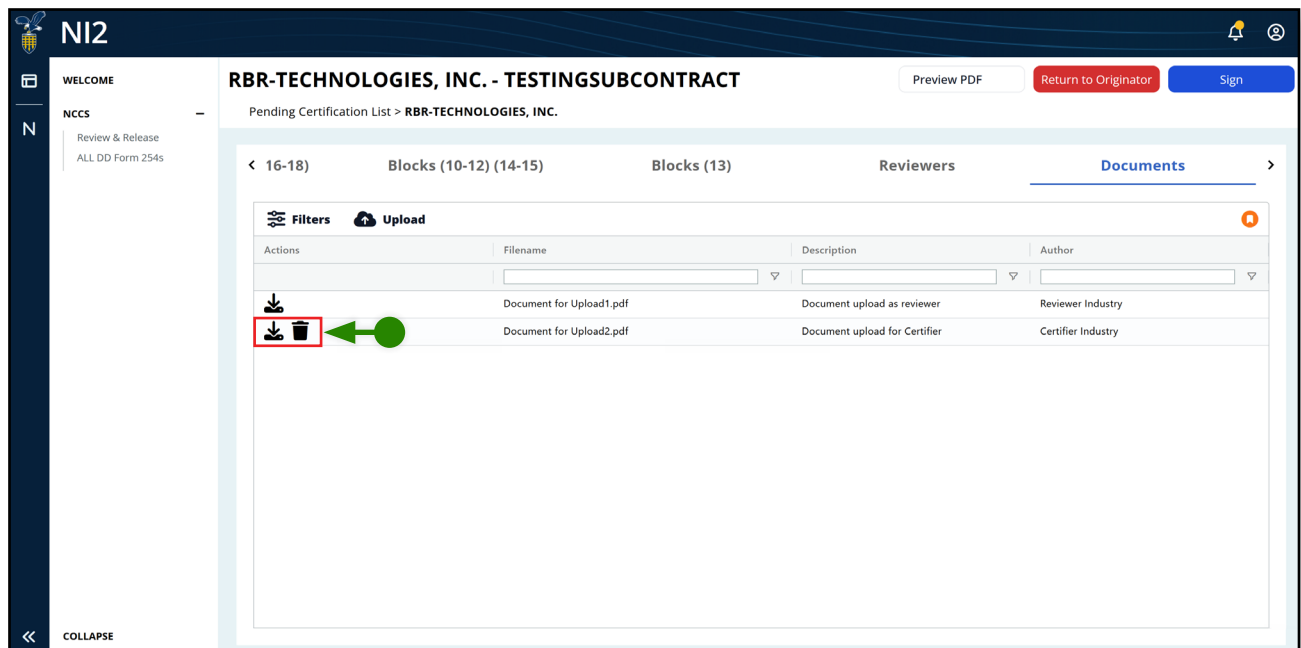 NI2
WELCOME
NCCS
Review & Release
ALL DD Form 254s
COLLAPSE
N
RBR-TECHNOLOGIES, INC. - TESTINGSUBCONTRACT
Preview PDF
Return to Originator
Sign
Pending Certification List > RBR-TECHNOLOGIES, INC.
16-18) Blocks (10-12) (14-15) Blocks (13) Reviewers Documents
Filters Upload
Actions Filename Description Author
Document for Upload1.pdf Document upload as reviewer Reviewer Industry
Document for Upload2.pdf Document upload for Certifier Certifier Industry